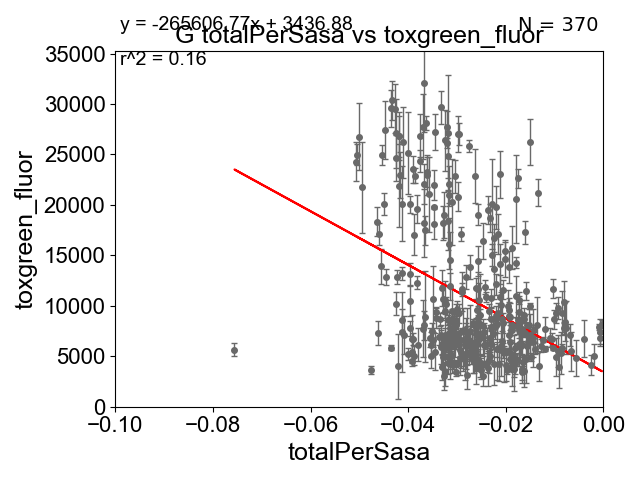 y = -265606.77x + 3436.88
N = 370
G totalPerSasa vs toxgreen_fluor
r^2 = 0.16
35000
30000
25000
20000
15000
10000
5000
0
toxgreen_fluor
−0.10
−0.08
−0.06
−0.04
−0.02
0.00
totalPerSasa